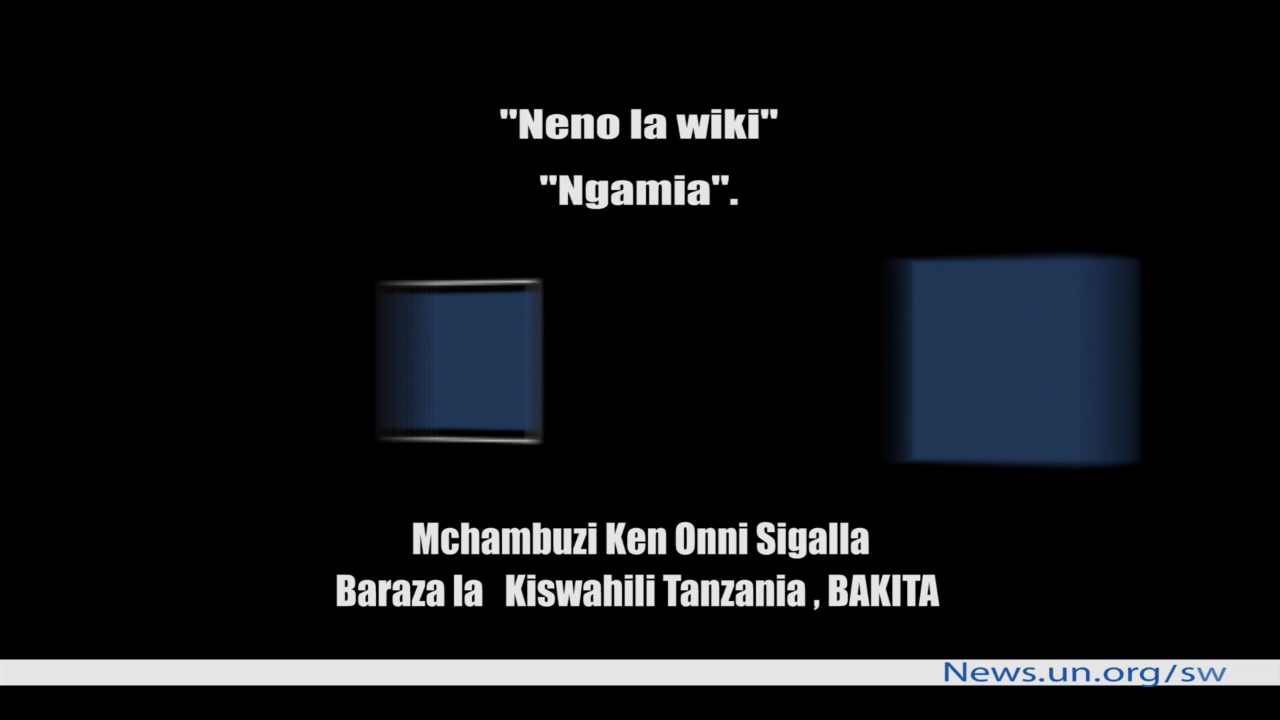 "Neno la wiki"
"Ngamia".
Mchambuzi Ken Onni Sigalla
Baraza la Kiswahili Tanzania , BAKITA
News.un.org/sw